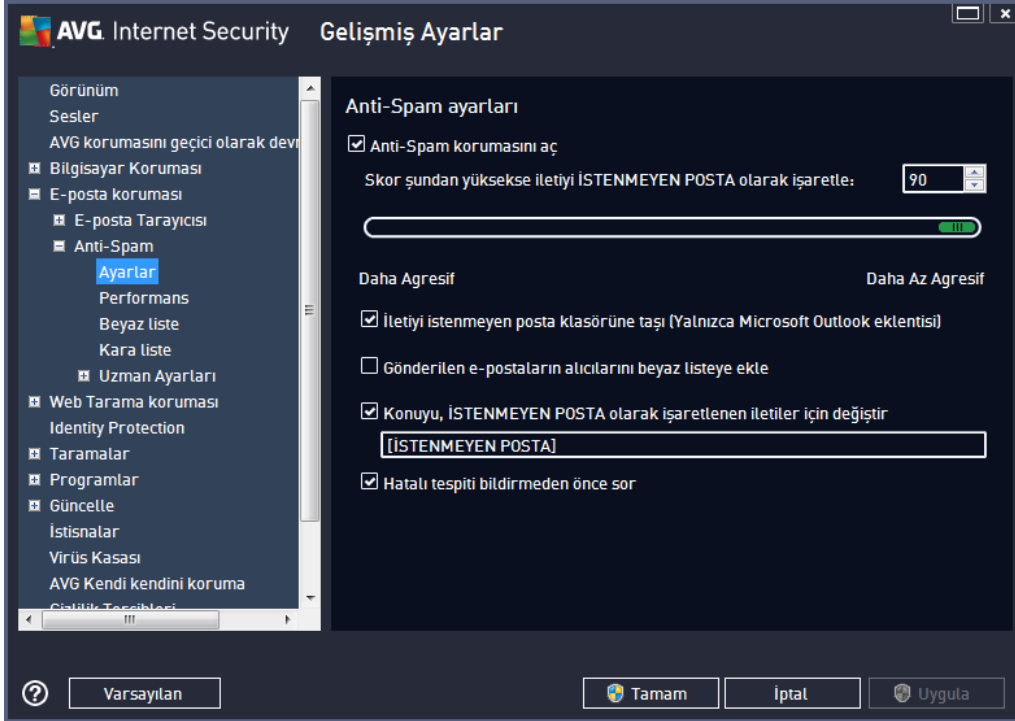 AVG. Internet Security Gelişmiş Ayarlar
Görünüm
Sesler
AVG korumasını geçici olarak devr
Bilgisayar Koruması
E-posta koruması
E-posta Tarayıcısı
Anti-Spam
Ayarlar
Performans
Beyaz liste
Kara liste
Uzman Ayarları
Web Tarama koruması
Identity Protection
Taramalar
Programlar
Güncelle
İstisnalar
Virüs Kasası
AVG Kendi kendini koruma
Gizlilik Tercihleri
Anti-Spam ayarları
Anti-Spam korumasını aç
Skor şundan yüksekse iletiyi İSTENMEYEN POSTA olarak işaretle: 90
Daha Agresif Daha Az Agresif
İletiyi istenmeyen posta klasörüne taşı (Yalnızca Microsoft Outlook eklentisi)
Gönderilen e-postaların alıcılarını beyaz listeye ekle
Konuyu, İSTENMEYEN POSTA olarak işaretlenen iletiler için değiştir
[İSTENMEYEN POSTA]
Hatalı tespiti bildirmeden önce sor
Varsayılan Tamam İptal Uygula